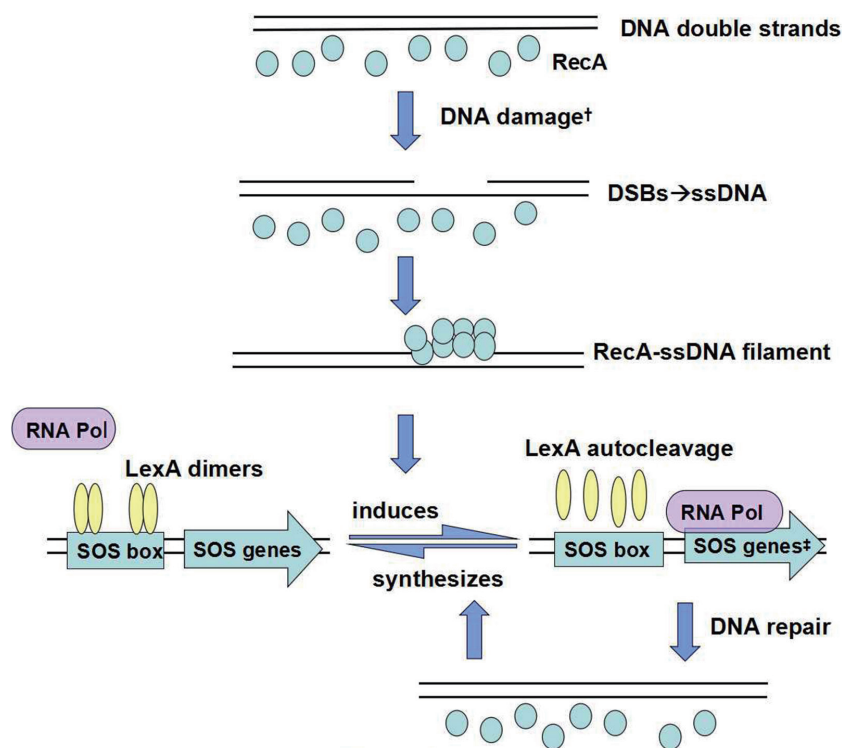 DNA double strands
RecA
DNA damage†
DSBs→ssDNA
RecA-ssDNA filament
RNA Pol
LexA dimers
SOS box
SOS genes
induces
synthesizes
LexA autocleavage
RNA Pol
SOS box
SOS genes‡
DNA repair